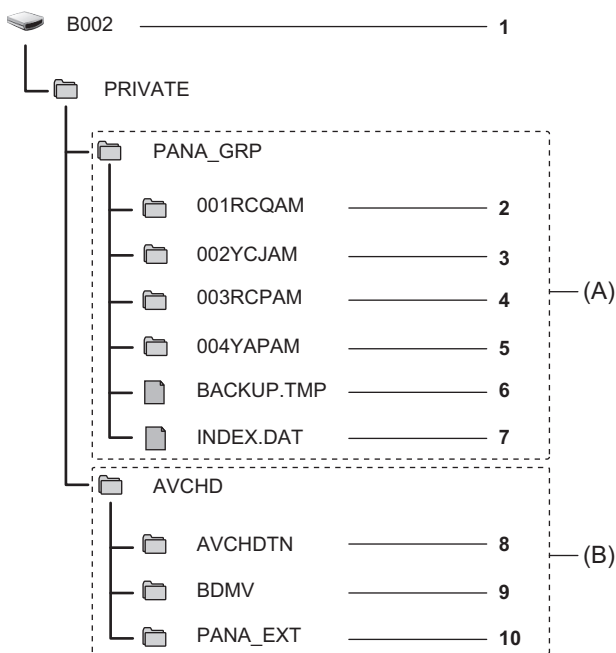 B002 1
PRIVATE
PANA_GRP
001RCQAM 2
002YCJAM 3
003RCPAM 4
(A)
004YAPAM 5
BACKUP.TMP 6
INDEX.DAT 7
AVCHD
AVCHDTN 8
(B)
BDMV 9
PANA_EXT 10